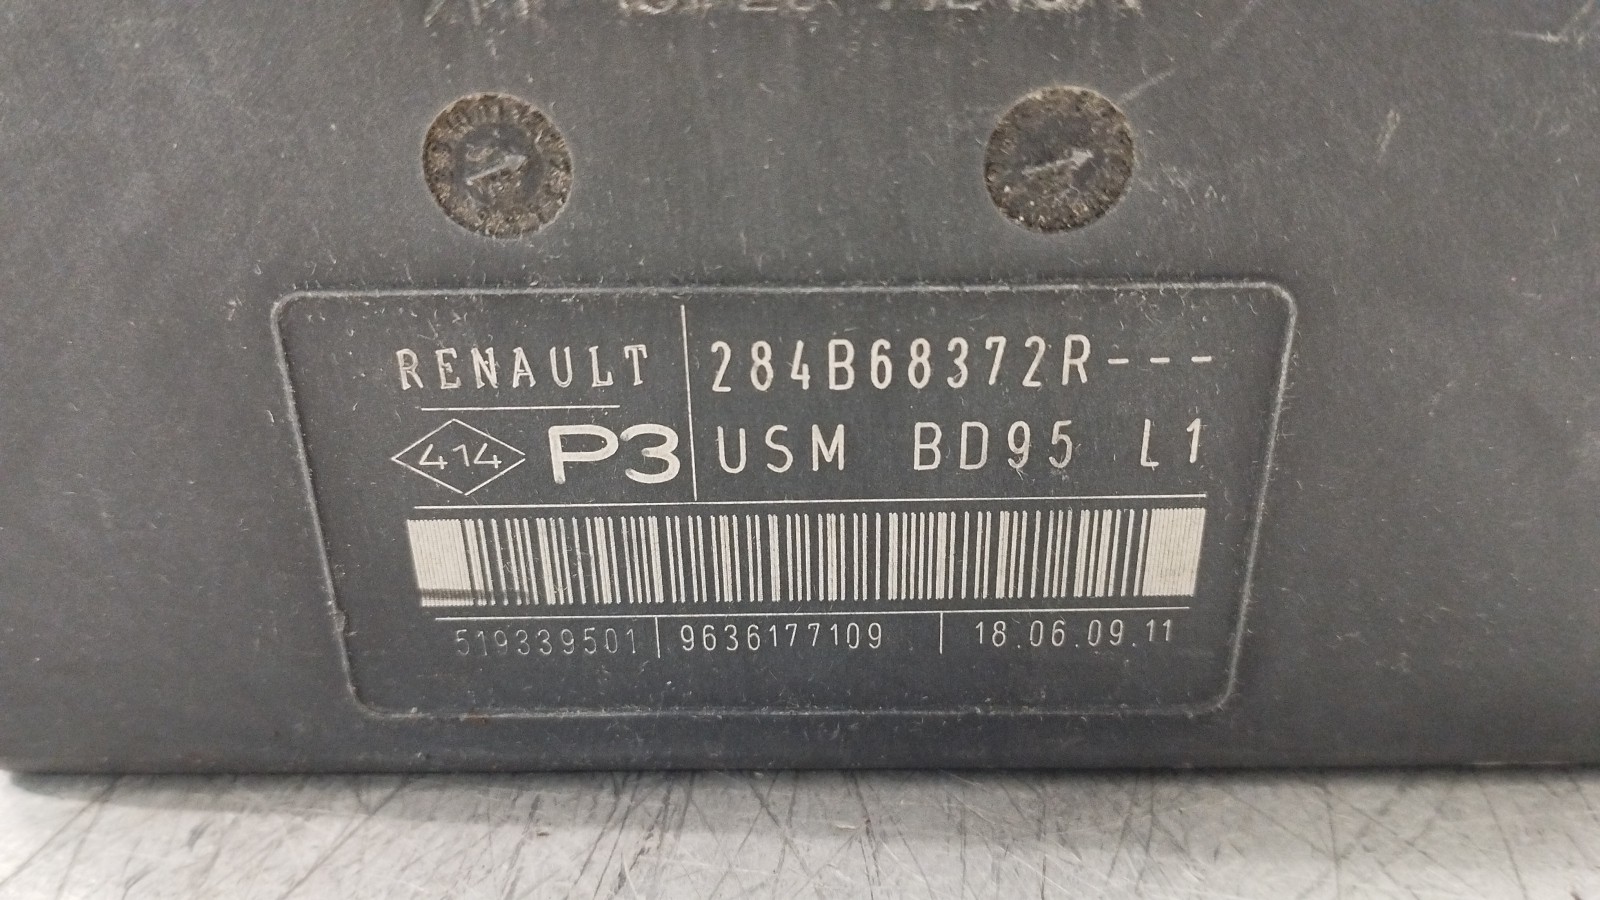 RENAULT 284B68372R---
414 P3 USM BD95 L1
519339501 9636177109 18.06.09.11